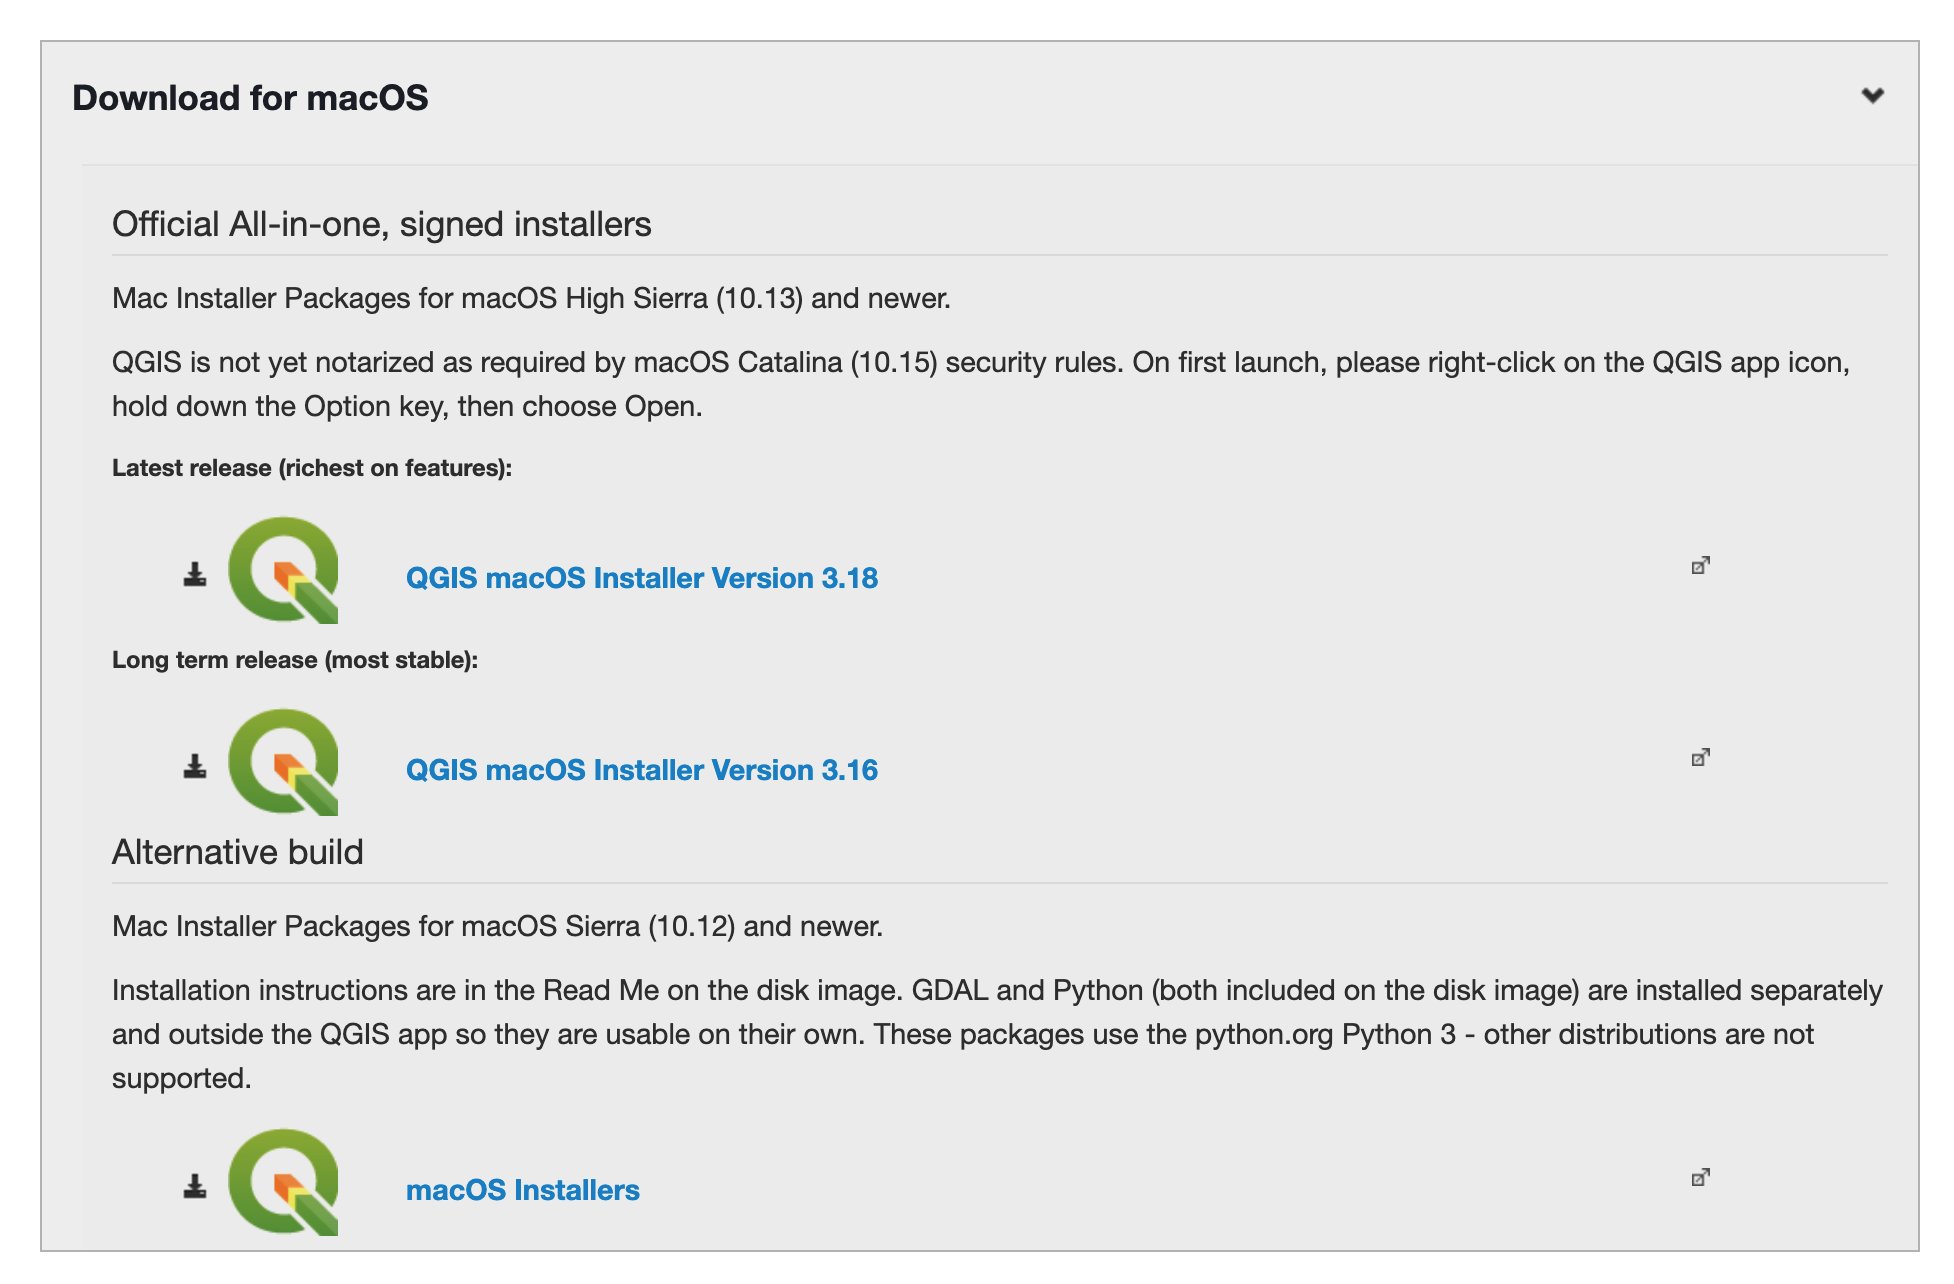 Download for macOS
Official All-in-one, signed installers
Mac Installer Packages for macOS High Sierra (10.13) and newer.
QGIS is not yet notarized as required by macOS Catalina (10.15) security rules. On first launch, please right-click on the QGIS app icon,
hold down the Option key, then choose Open.
Latest release (richest on features):
QGIS macOS Installer Version 3.18
Long term release (most stable):
QGIS macOS Installer Version 3.16
Alternative build
Mac Installer Packages for macOS Sierra (10.12) and newer.
Installation instructions are in the Read Me on the disk image. GDAL and Python (both included on the disk image) are installed separately
and outside the QGIS app so they are usable on their own. These packages use the python.org Python 3 - other distributions are not
supported.
macOS Installers